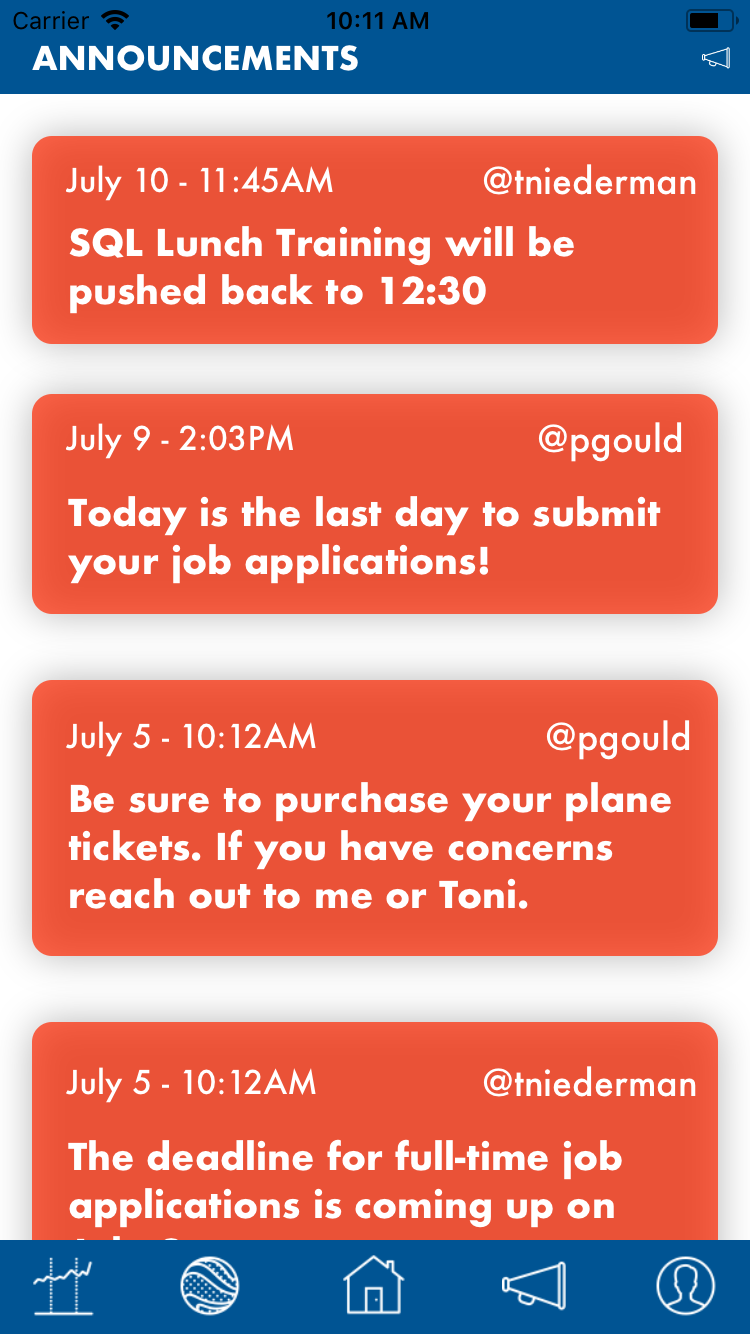 Carrier 10:11 AM
ANNOUNCEMENTS
July 10 - 11:45AM @tniederman
SQL Lunch Training will be
pushed back to 12:30
July 9 - 2:03PM @pgould
Today is the last day to submit
your job applications!
July 5 - 10:12AM @pgould
Be sure to purchase your plane
tickets. If you have concerns
reach out to me or Toni.
July 5 - 10:12AM @tniederman
The deadline for full-time job
applications is coming up on